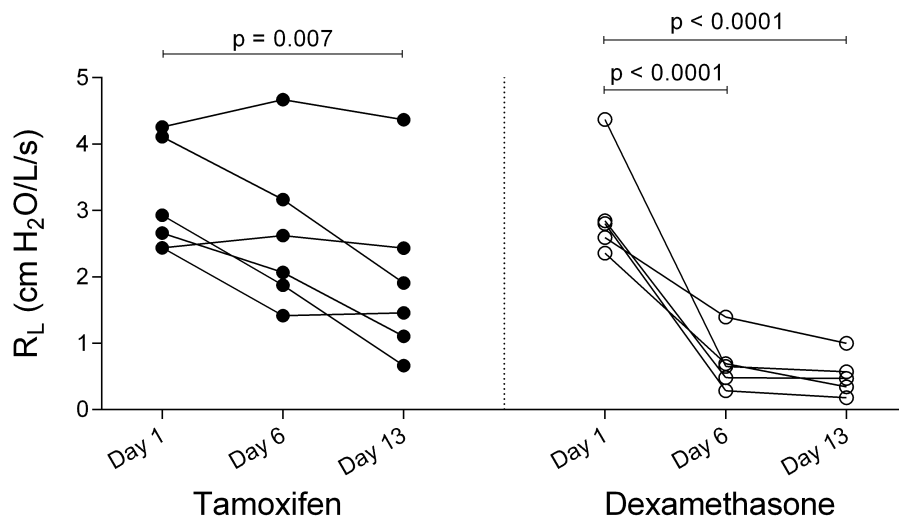 p < 0.0001
p = 0.007
p < 0.0001
5
4
3
2
1
0
R_L (cm H₂O/L/s)
Day 1
Day 6
Day 13
Day 1
Day 6
Day 13
Tamoxifen
Dexamethasone